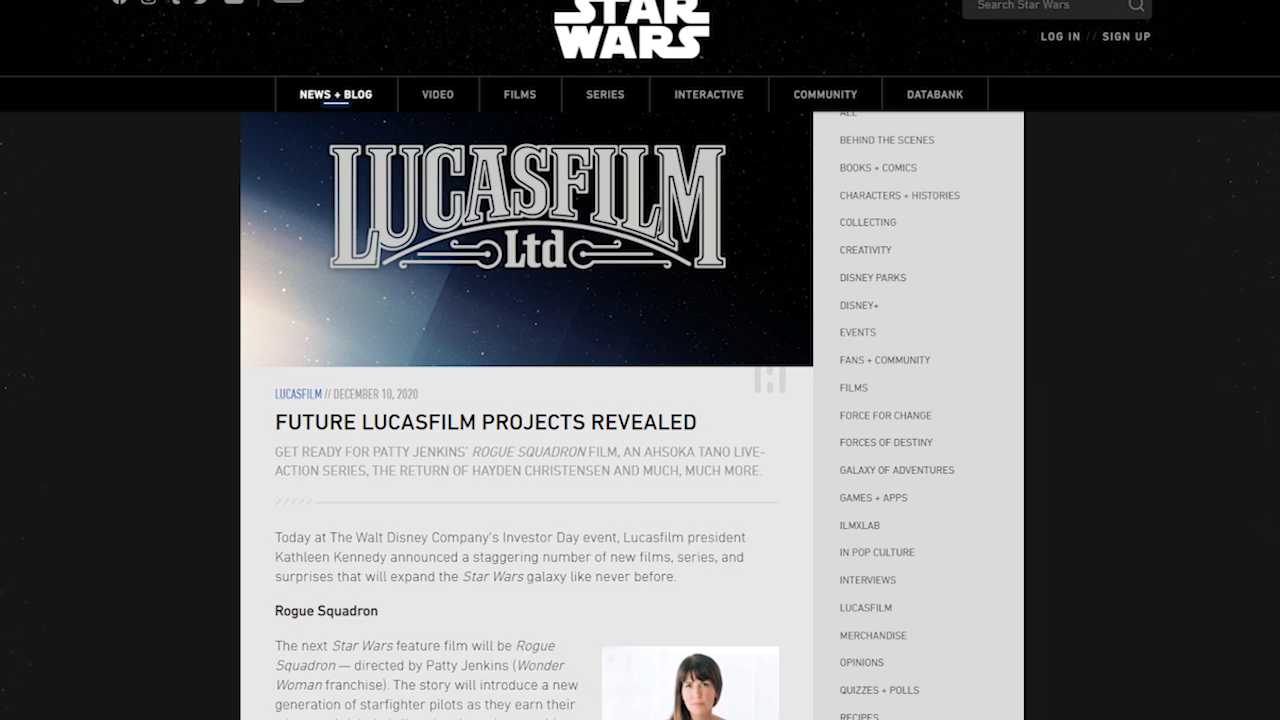 STAR
WARS
Search Star Wars
LOG IN // SIGN UP
NEWS + BLOG
VIDEO
FILMS
SERIES
INTERACTIVE
COMMUNITY
DATABANK
LUCASFILM
Ltd
LUCASFILM // DECEMBER 10, 2020
FUTURE LUCASFILM PROJECTS REVEALED
GET READY FOR PATTY JENKINS' ROGUE SQUADRON FILM, AN AHSOKA TANO LIVE-
ACTION SERIES, THE RETURN OF HAYDEN CHRISTENSEN AND MUCH, MUCH MORE.
Today at The Walt Disney Company's Investor Day event, Lucasfilm president
Kathleen Kennedy announced a staggering number of new films, series, and
surprises that will expand the Star Wars galaxy like never before.
Rogue Squadron
The next Star Wars feature film will be Rogue
Squadron — directed by Patty Jenkins (Wonder
Woman franchise). The story will introduce a new
generation of starfighter pilots as they earn their
ALL
BEHIND THE SCENES
BOOKS + COMICS
CHARACTERS + HISTORIES
COLLECTING
CREATIVITY
DISNEY PARKS
DISNEY+
EVENTS
FANS + COMMUNITY
FILMS
FORCE FOR CHANGE
FORCES OF DESTINY
GALAXY OF ADVENTURES
GAMES + APPS
ILMXLAB
IN POP CULTURE
INTERVIEWS
LUCASFILM
MERCHANDISE
OPINIONS
QUIZZES + POLLS
RECIPES